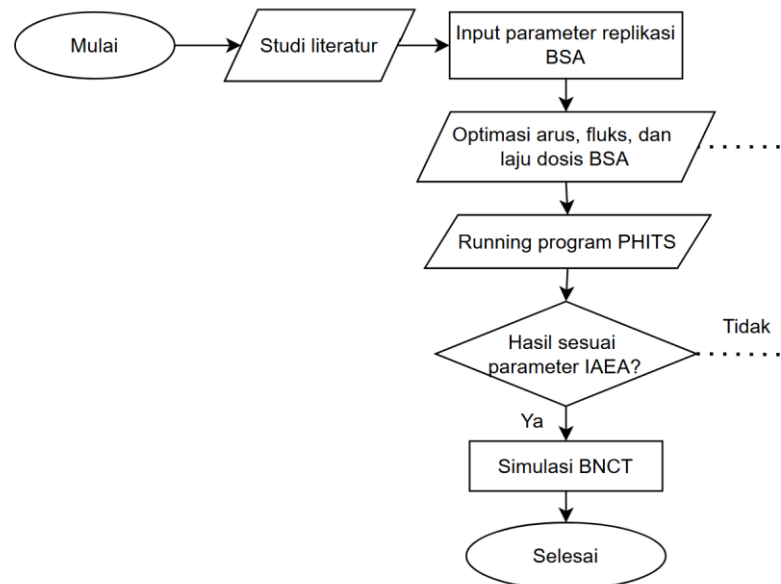 Mulai
Studi literatur
Input parameter replikasi
BSA
Optimasi arus, fluks, dan
laju dosis BSA
Running program PHITS
Hasil sesuai
parameter IAEA?
Tidak
Ya
Simulasi BNCT
Selesai